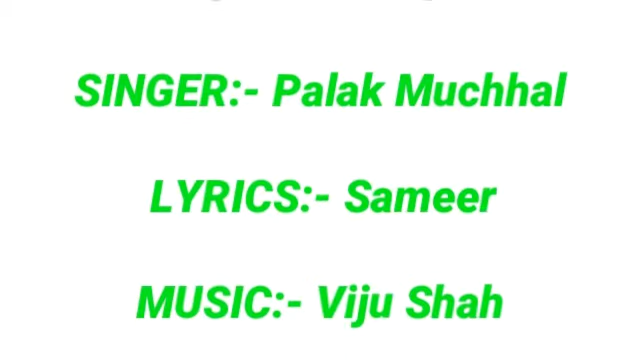 SINGER:- Palak Muchhal
LYRICS:- Sameer
MUSIC:- Viju Shah